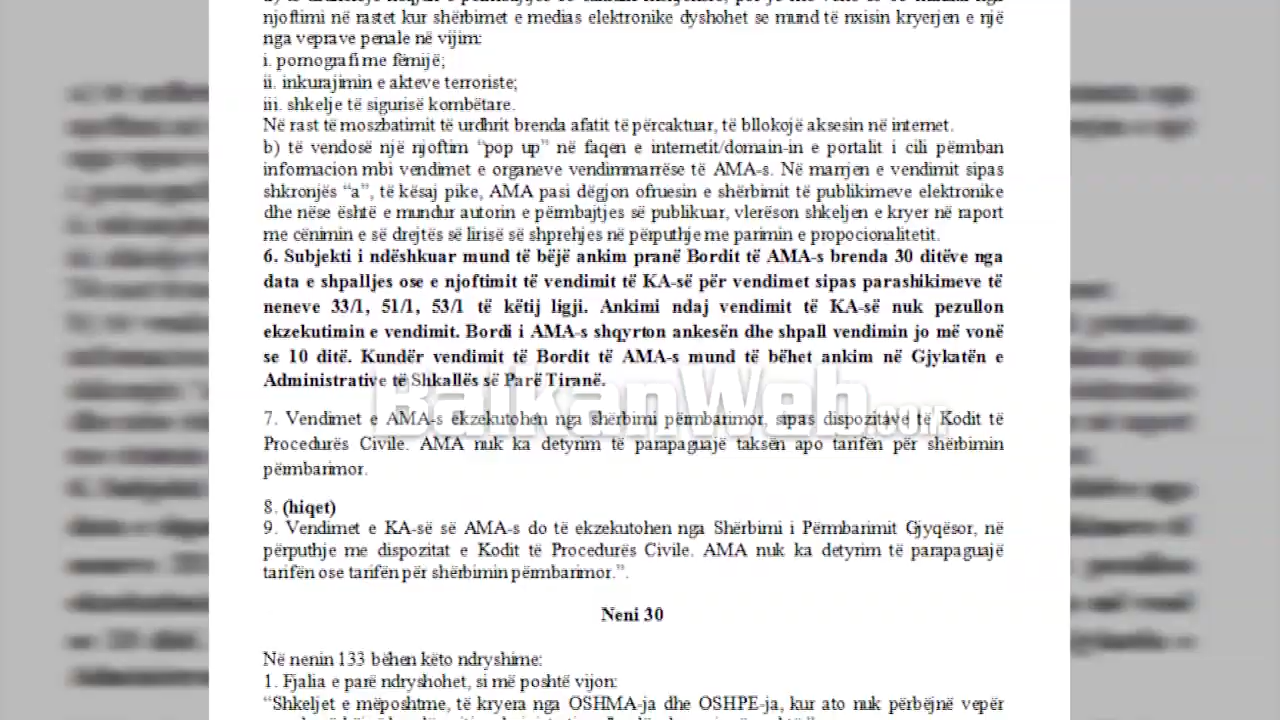 njoftimi në rastet kur shërbimet e medias elektronike dyshohet se mund të nxisin kryerjen e një
nga veprave penale në vijim:
i. pornografi me fëmijë;
ii. inkurajimin e akteve terroriste;
iii. shkelje të sigurisë kombëtare.
Në rast të moszbatimit të urdhrit brenda afatit të përcaktuar, të bllokojë aksesin në internet.
b) të vendosë një njoftim “pop up” në faqen e internetit/domain-in e portalit i cili përmban
informacion mbi vendimet e organeve vendimmarrëse të AMA-s. Në marrjen e vendimit sipas
shkronjës “a”, të kësaj pike, AMA pasi dëgjon ofruesin e shërbimit të publikimeve elektronike
dhe nëse është e mundur autorin e përmbajtjes së publikuar, vlerëson shkeljen e kryer në raport
me cënimin e së drejtës së lirisë së shprehjes në përputhje me parimin e propocionalitetit.
6. Subjekti i ndëshkuar mund të bëjë ankim pranë Bordit të AMA-s brenda 30 ditëve nga
data e shpalljes ose e njoftimit të vendimit të KA-së për vendimet sipas parashikimeve të
neneve 33/1, 51/1, 53/1 të këtij ligji. Ankimi ndaj vendimit të KA-së nuk pezullon
ekzekutimin e vendimit. Bordi i AMA-s shqyrton ankesën dhe shpall vendimin jo më vonë
se 10 ditë. Kundër vendimit të Bordit të AMA-s mund të bëhet ankim në Gjykatën e
Administrative të Shkallës së Parë Tiranë.
BalkanWeb.com
7. Vendimet e AMA-s ekzekutohen nga shërbimi përmbarimor, sipas dispozitave të Kodit të
Procedurës Civile. AMA nuk ka detyrim të parapaguajë taksën apo tarifën për shërbimin
përmbarimor.
8. (hiqet)
9. Vendimet e KA-së së AMA-s do të ekzekutohen nga Shërbimi i Përmbarimit Gjyqësor, në
përputhje me dispozitat e Kodit të Procedurës Civile. AMA nuk ka detyrim të parapaguajë
tarifën ose tarifën për shërbimin përmbarimor.”.
Neni 30
Në nenin 133 bëhen këto ndryshime:
1. Fjalia e parë ndryshohet, si më poshtë vijon:
“Shkeljet e mëposhtme, të kryera nga OSHMA-ja dhe OSHPE-ja, kur ato nuk përbëjnë vepër